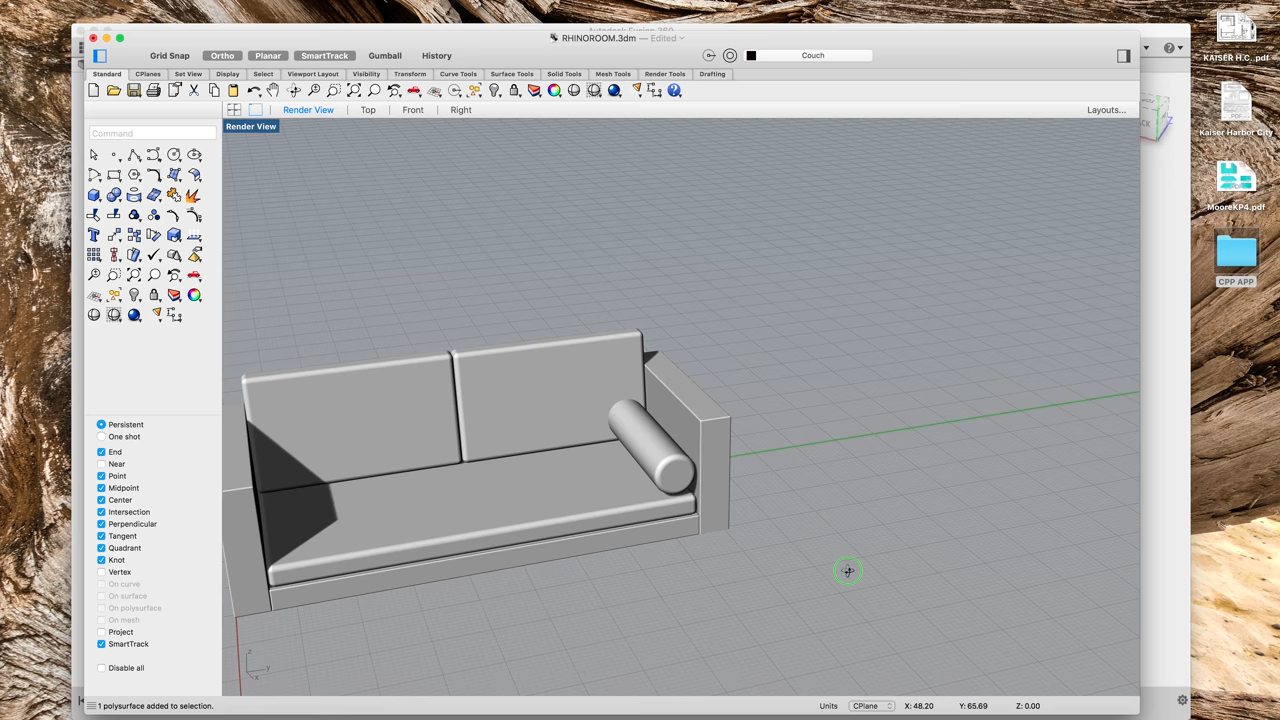 Autodesk Fusion 360
RHINOROOM.3dm — Edited
Grid Snap Ortho Planar SmartTrack Gumball History Couch
Standard CPlanes Set View Display Select Viewport Layout Visibility Transform Curve Tools Surface Tools Solid Tools Mesh Tools Render Tools Drafting
Render View Top Front Right Layouts...
Render View
Command
Persistent
One shot
End
Near
Point
Midpoint
Center
Intersection
Perpendicular
Tangent
Quadrant
Knot
Vertex
On curve
On surface
On polysurface
On mesh
Project
SmartTrack
Disable all
z
y
x
1 polysurface added to selection.
Units CPlane X: 48.20 Y: 65.69 Z: 0.00
Z
KAISER H.C..pdf
Kaiser Harbor City
MooreKP4.pdf
CPP APP